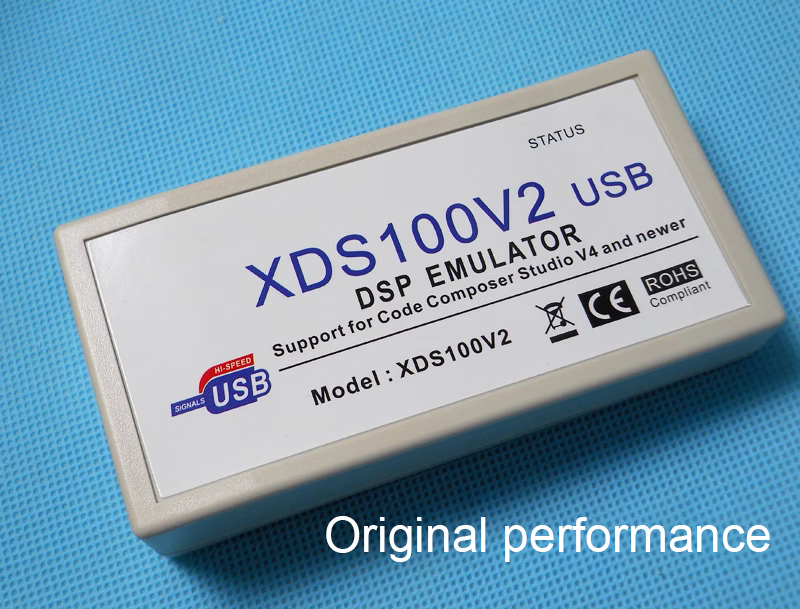 STATUS
XDS100V2 USB
DSP EMULATOR
Support for Code Composer Studio V4 and newer
CE
ROHS
Compliant
Model : XDS100V2
HI-SPEED
SIGNALS USB
Original performance